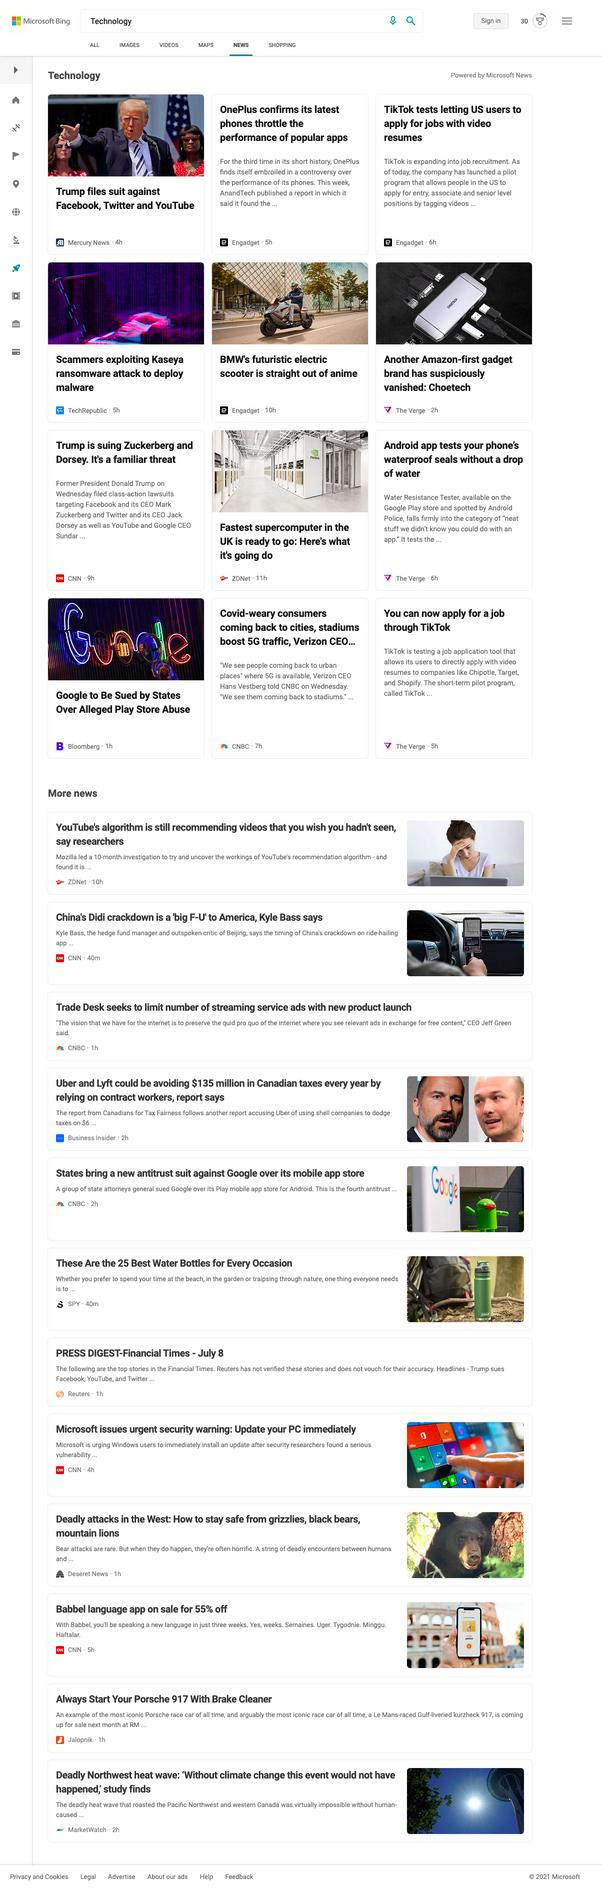 Microsoft Bing
Technology
Sign in
30
ALL IMAGES VIDEOS MAPS NEWS SHOPPING
Technology
Powered by Microsoft News
Trump files suit against
Facebook, Twitter and YouTube
Mercury News · 4h
OnePlus confirms its latest
phones throttle the
performance of popular apps
For the third time in its short history, OnePlus
finds itself embroiled in a controversy over
the performance of its phones. This week,
AnandTech published a report in which it
said it found the ...
Engadget · 5h
TikTok tests letting US users to
apply for jobs with video
resumes
TikTok is expanding into job recruitment. As
of today, the company has launched a pilot
program that allows people in the US to
apply for entry, associate and senior level
positions by tagging videos ...
Engadget · 6h
Scammers exploiting Kaseya
ransomware attack to deploy
malware
TechRepublic · 5h
BMW's futuristic electric
scooter is straight out of anime
Engadget · 10h
Another Amazon-first gadget
brand has suspiciously
vanished: Choetech
The Verge · 2h
Trump is suing Zuckerberg and
Dorsey. It's a familiar threat
Former President Donald Trump on
Wednesday filed class-action lawsuits
targeting Facebook and its CEO Mark
Zuckerberg and Twitter and its CEO Jack
Dorsey as well as YouTube and Google CEO
Sundar ...
CNN · 9h
Fastest supercomputer in the
UK is ready to go: Here's what
it's going do
ZDNet · 11h
Android app tests your phone's
waterproof seals without a drop
of water
Water Resistance Tester, available on the
Google Play store and spotted by Android
Police, falls firmly into the category of "neat
stuff we didn't know you could do with an
app." It tests the ...
The Verge · 6h
Google
Google to Be Sued by States
Over Alleged Play Store Abuse
Bloomberg · 1h
Covid-weary consumers
coming back to cities, stadiums
boost 5G traffic, Verizon CEO...
"We see people coming back to urban
places" where 5G is available, Verizon CEO
Hans Vestberg told CNBC on Wednesday.
"We see them coming back to stadiums." ...
CNBC · 7h
You can now apply for a job
through TikTok
TikTok is testing a job application tool that
allows its users to directly apply with video
resumes to companies like Chipotle, Target,
and Shopify. The short-term pilot program,
called TikTok ...
The Verge · 5h
More news
YouTube's algorithm is still recommending videos that you wish you hadn't seen,
say researchers
Mozilla led a 10-month investigation to try and uncover the workings of YouTube's recommendation algorithm - and
found it is ...
ZDNet · 10h
China's Didi crackdown is a 'big F-U' to America, Kyle Bass says
Kyle Bass, the hedge fund manager and outspoken critic of Beijing, says the timing of China's crackdown on ride-hailing
app ...
CNN · 40m
Trade Desk seeks to limit number of streaming service ads with new product launch
"The vision that we have for the internet is to preserve the quid pro quo of the internet where you see relevant ads in exchange for free content," CEO Jeff Green
said.
CNBC · 1h
Uber and Lyft could be avoiding $135 million in Canadian taxes every year by
relying on contract workers, report says
The report from Canadians for Tax Fairness follows another report accusing Uber of using shell companies to dodge
taxes on $6 ...
Business Insider · 2h
States bring a new antitrust suit against Google over its mobile app store
A group of state attorneys general sued Google over its Play mobile app store for Android. This is the fourth antitrust ...
CNBC · 2h
Google
These Are the 25 Best Water Bottles for Every Occasion
Whether you prefer to spend your time at the beach, in the garden or traipsing through nature, one thing everyone needs
is to ...
SPY · 40m
PRESS DIGEST-Financial Times - July 8
The following are the top stories in the Financial Times. Reuters has not verified these stories and does not vouch for their accuracy. Headlines - Trump sues
Facebook, YouTube, and Twitter ...
Reuters · 1h
Microsoft issues urgent security warning: Update your PC immediately
Microsoft is urging Windows users to immediately install an update after security researchers found a serious
vulnerability ...
CNN · 4h
Deadly attacks in the West: How to stay safe from grizzlies, black bears,
mountain lions
Bear attacks are rare. But when they do happen, they're often horrific. A string of deadly encounters between humans
and ...
Deseret News · 1h
Babbel language app on sale for 55% off
With Babbel, you'll be speaking a new language in just three weeks. Yes, weeks. Semaines. Uger. Tygodnie. Minggu.
Haftalar.
CNN · 5h
Always Start Your Porsche 917 With Brake Cleaner
An example of the most iconic Porsche race car of all time, and arguably the most iconic race car of all time, a Le Mans-raced Gulf-liveried kurzheck 917, is coming
up for sale next month at RM ...
Jalopnik · 1h
Deadly Northwest heat wave: 'Without climate change this event would not have
happened,' study finds
The deadly heat wave that roasted the Pacific Northwest and western Canada was virtually impossible without human-
caused ...
MarketWatch · 2h
Privacy and Cookies Legal Advertise About our ads Help Feedback
© 2021 Microsoft